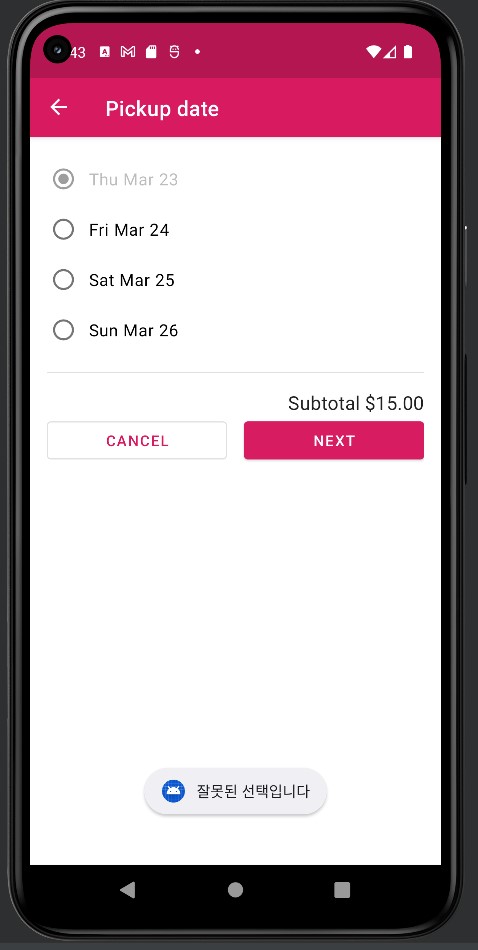 43
Pickup date
Thu Mar 23
Fri Mar 24
Sat Mar 25
Sun Mar 26
Subtotal $15.00
CANCEL NEXT
잘못된 선택입니다